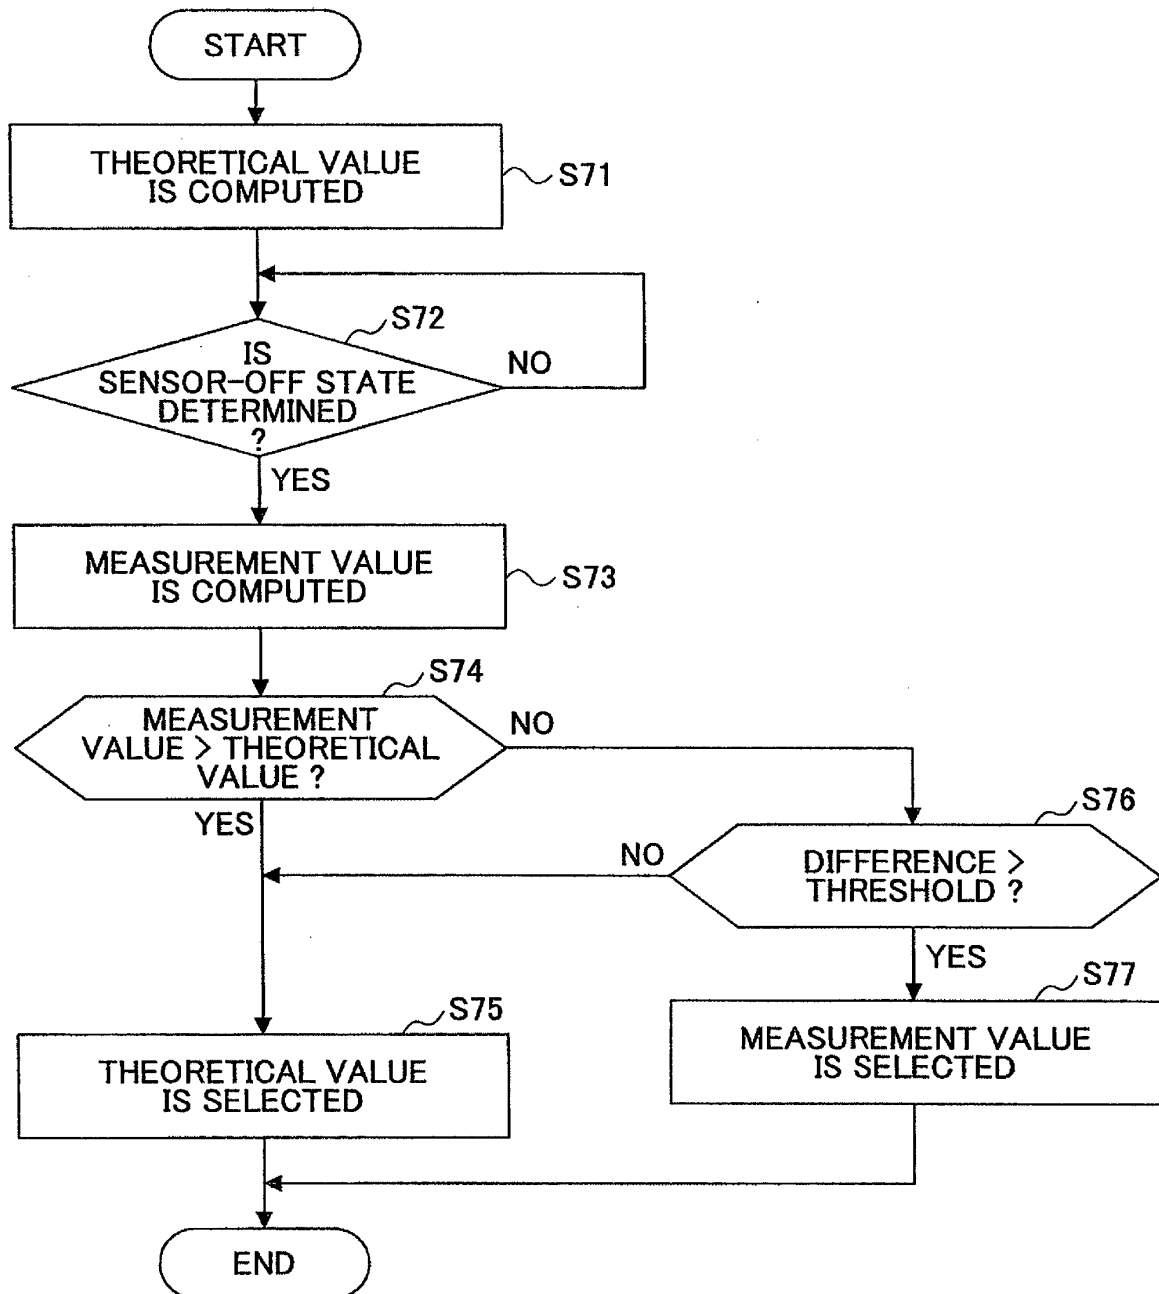 START
THEORETICAL VALUE
IS COMPUTED
S71
S72
IS
SENSOR-OFF STATE
DETERMINED
?
NO
YES
MEASUREMENT VALUE
IS COMPUTED
S73
S74
MEASUREMENT
VALUE > THEORETICAL
VALUE ?
NO
YES
S76
DIFFERENCE >
THRESHOLD ?
NO
YES
S77
MEASUREMENT VALUE
IS SELECTED
S75
THEORETICAL VALUE
IS SELECTED
END